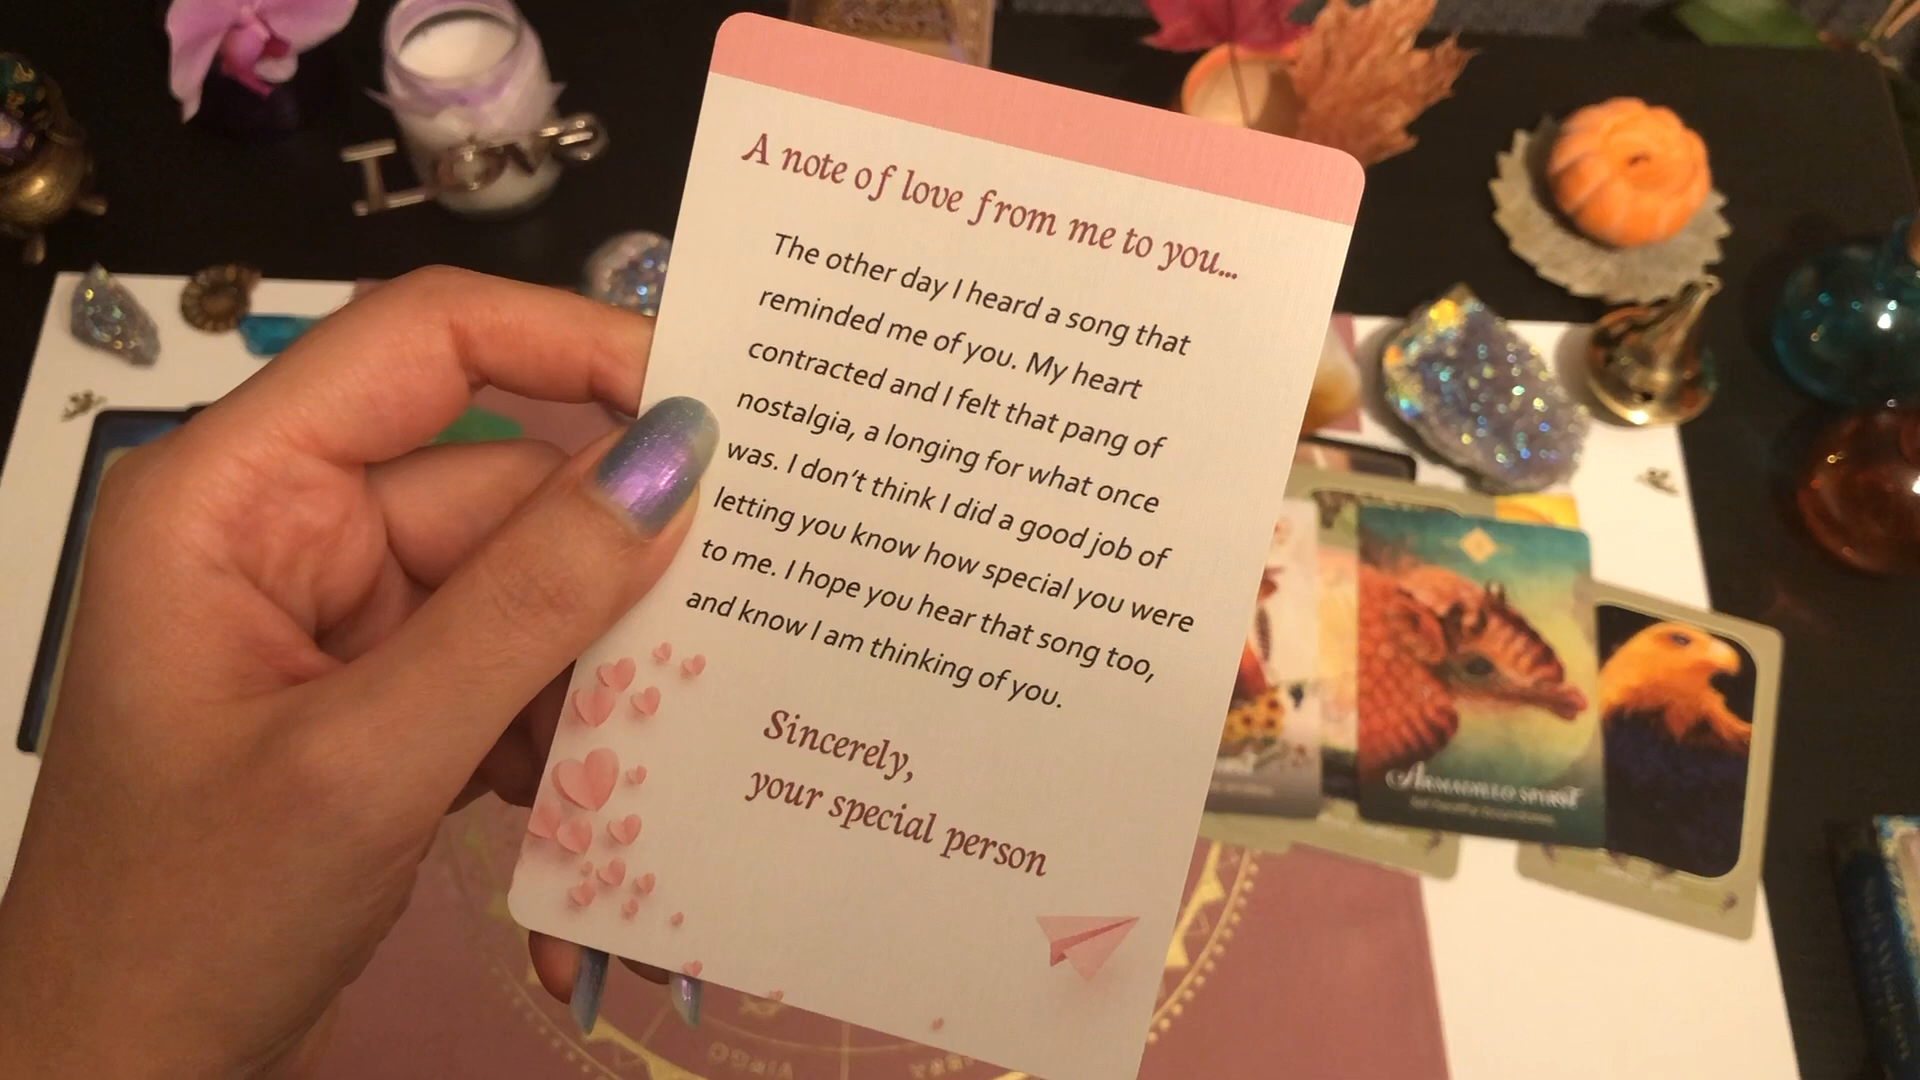 A note of love from me to you...
The other day I heard a song that
reminded me of you. My heart
contracted and I felt that pang of
nostalgia, a longing for what once
was. I don't think I did a good job of
letting you know how special you were
to me. I hope you hear that song too,
and know I am thinking of you.
Sincerely,
your special person
ARMADILLO SPIRIT